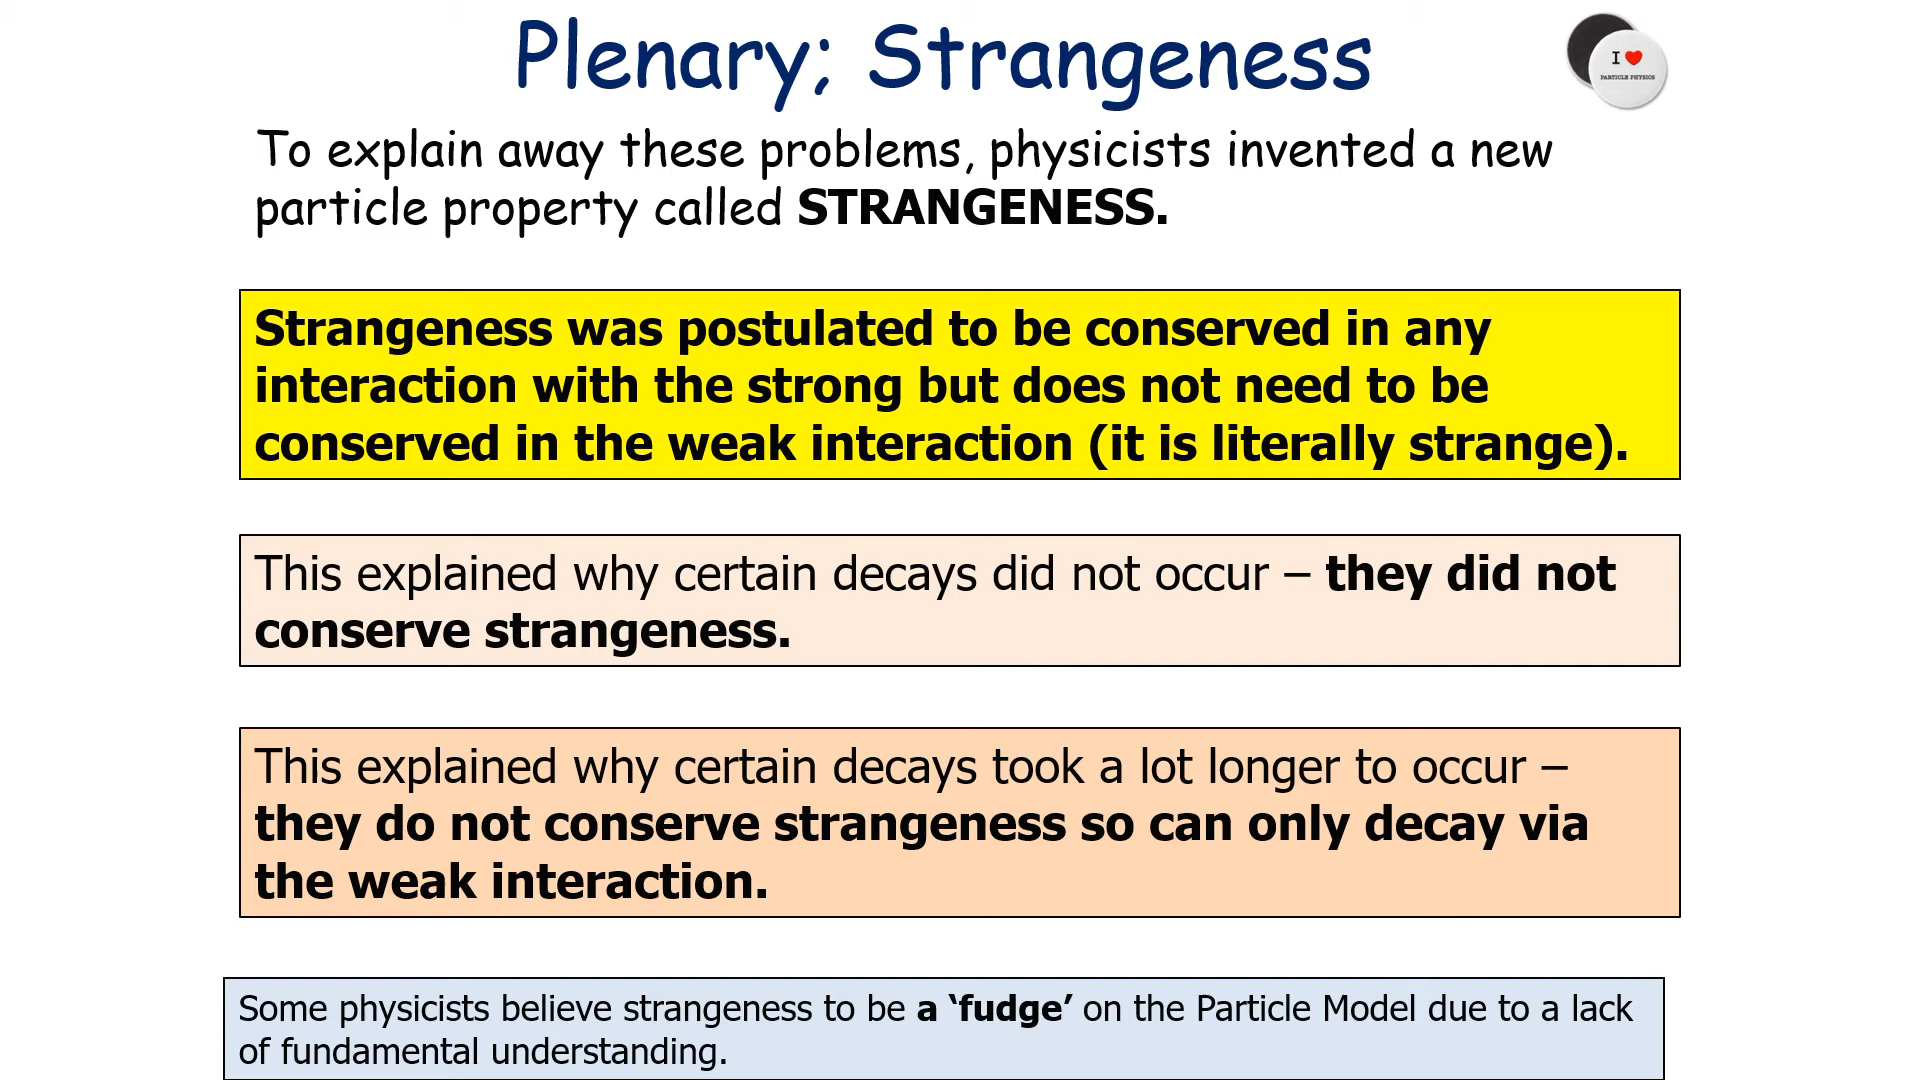 Plenary; Strangeness
I ❤
PARTICLE PHYSICS
To explain away these problems, physicists invented a new
particle property called STRANGENESS.
Strangeness was postulated to be conserved in any
interaction with the strong but does not need to be
conserved in the weak interaction (it is literally strange).
This explained why certain decays did not occur – they did not
conserve strangeness.
This explained why certain decays took a lot longer to occur –
they do not conserve strangeness so can only decay via
the weak interaction.
Some physicists believe strangeness to be a ‘fudge’ on the Particle Model due to a lack
of fundamental understanding.